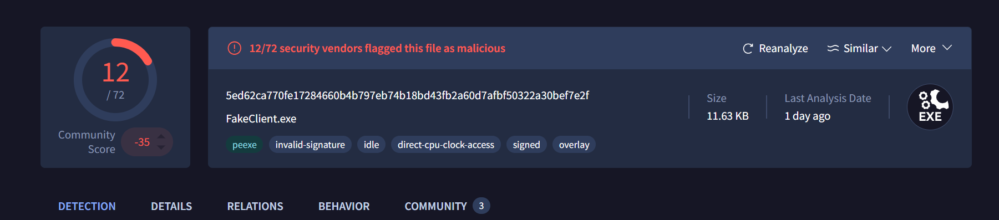 12
/ 72
Community
Score
-35
12/72 security vendors flagged this file as malicious
Reanalyze
Similar
More
5ed62ca770fe17284660b4b797eb74b18bd43fb2a60d7afbf50322a30bef7e2f
FakeClient.exe
peexe invalid-signature idle direct-cpu-clock-access signed overlay
Size
11.63 KB
Last Analysis Date
1 day ago
EXE
DETECTION DETAILS RELATIONS BEHAVIOR COMMUNITY 3